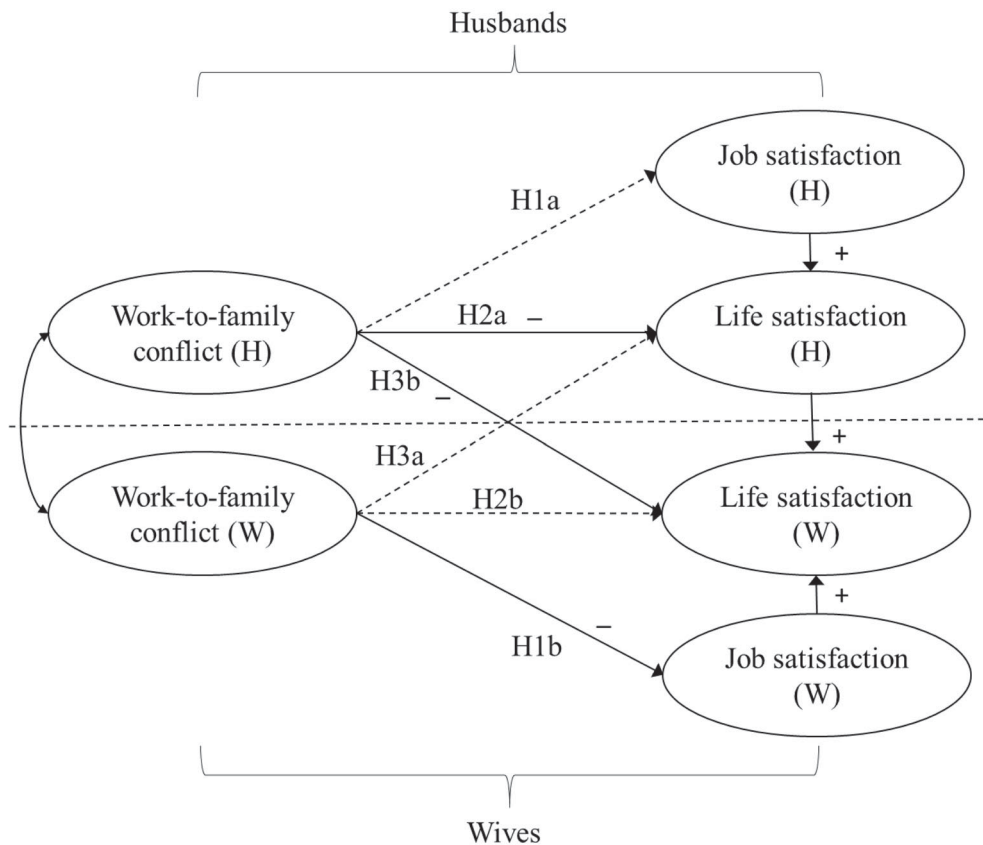 Husbands
Job satisfaction
(H)
H1a
+
Work-to-family
conflict (H)
H2a –
Life satisfaction
(H)
H3b –
+
H3a
Work-to-family
conflict (W)
H2b
Life satisfaction
(W)
+
–
H1b
Job satisfaction
(W)
Wives